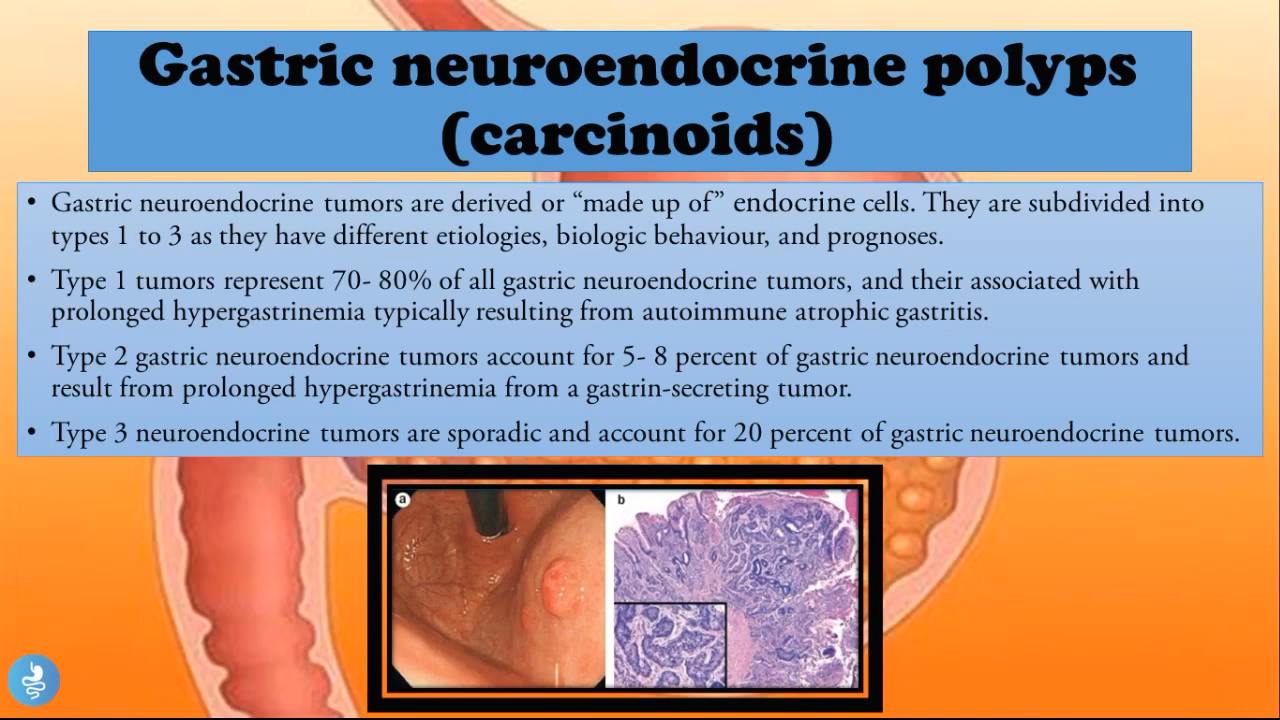 Gastric neuroendocrine polyps
(carcinoids)
• Gastric neuroendocrine tumors are derived or “made up of” endocrine cells. They are subdivided into
types 1 to 3 as they have different etiologies, biologic behaviour, and prognoses.
• Type 1 tumors represent 70- 80% of all gastric neuroendocrine tumors, and their associated with
prolonged hypergastrinemia typically resulting from autoimmune atrophic gastritis.
• Type 2 gastric neuroendocrine tumors account for 5- 8 percent of gastric neuroendocrine tumors and
result from prolonged hypergastrinemia from a gastrin-secreting tumor.
• Type 3 neuroendocrine tumors are sporadic and account for 20 percent of gastric neuroendocrine tumors.
a b